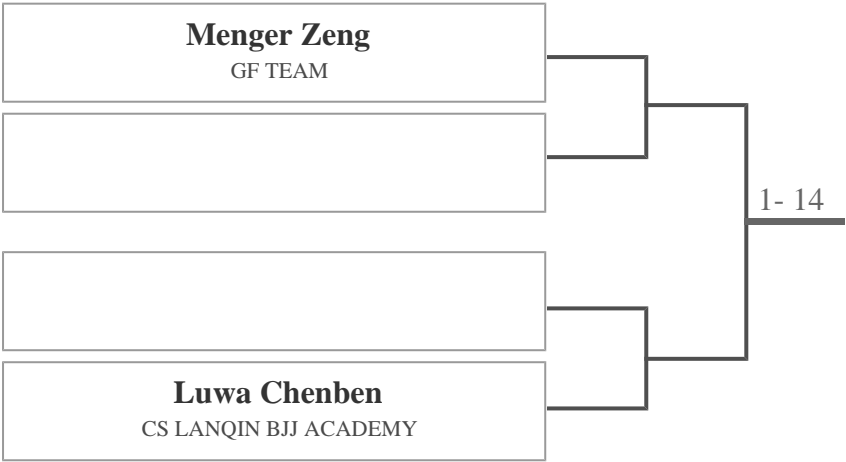 Menger Zeng
GF TEAM
1- 14
Luwa Chenben
CS LANQIN BJJ ACADEMY